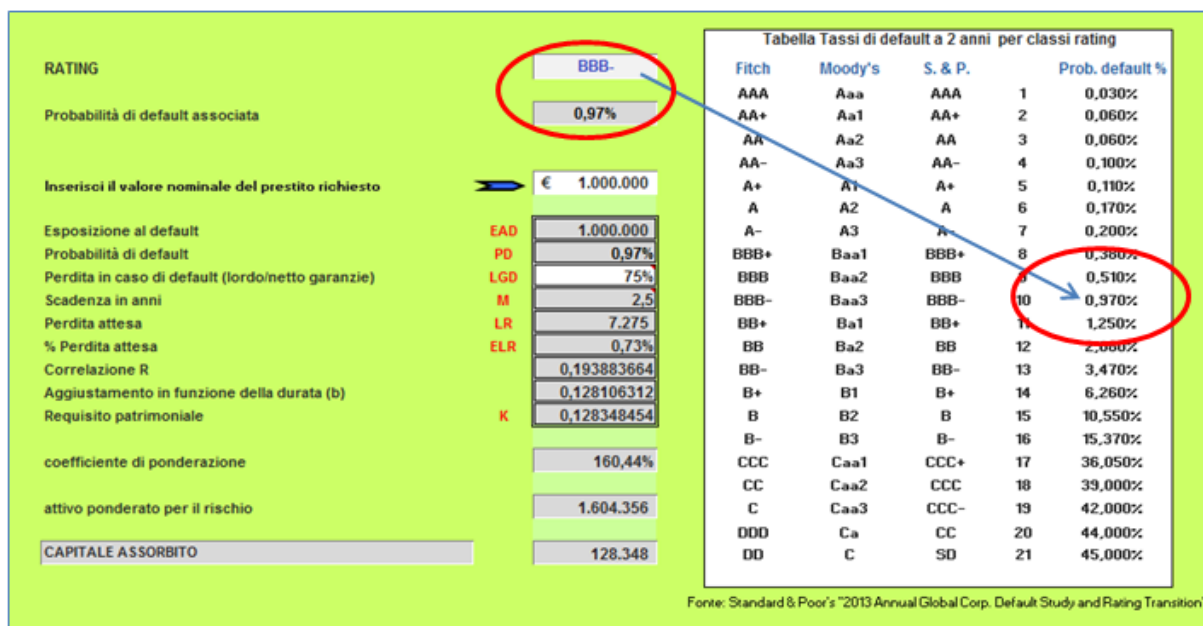 RATING BBB-
Probabilità di default associata 0,97%
Inserisci il valore nominale del prestito richiesto € 1.000.000
Esposizione al default EAD 1.000.000
Probabilità di default PD 0,97%
Perdita in caso di default (lordo/netto garanzie) LGD 75%
Scadenza in anni M 2,5
Perdita attesa LR 7.275
% Perdita attesa ELR 0,73%
Correlazione R 0,193883664
Aggiustamento in funzione della durata (b) 0,128106312
Requisito patrimoniale K 0,128348454
coefficiente di ponderazione 160,44%
attivo ponderato per il rischio 1.604.356
CAPITALE ASSORBITO 128.348
Tabella Tassi di default a 2 anni per classi rating
Fitch Moody's S. & P. Prob. default %
AAA Aaa AAA 1 0,030%
AA+ Aa1 AA+ 2 0,060%
AA Aa2 AA 3 0,060%
AA- Aa3 AA- 4 0,100%
A+ A1 A+ 5 0,110%
A A2 A 6 0,170%
A- A3 A- 7 0,200%
BBB+ Baa1 BBB+ 8 0,380%
BBB Baa2 BBB 9 0,510%
BBB- Baa3 BBB- 10 0,970%
BB+ Ba1 BB+ 11 1,250%
BB Ba2 BB 12
BB- Ba3 BB- 13 3,470%
B+ B1 B+ 14 6,260%
B B2 B 15 10,550%
B- B3 B- 16 15,370%
CCC Caa1 CCC+ 17 36,050%
CC Caa2 CCC 18 39,000%
C Caa3 CCC- 19 42,000%
DDD Ca CC 20 44,000%
DD C SD 21 45,000%
Fonte: Standard & Poor's "2013 Annual Global Corp. Default Study and Rating Transition"